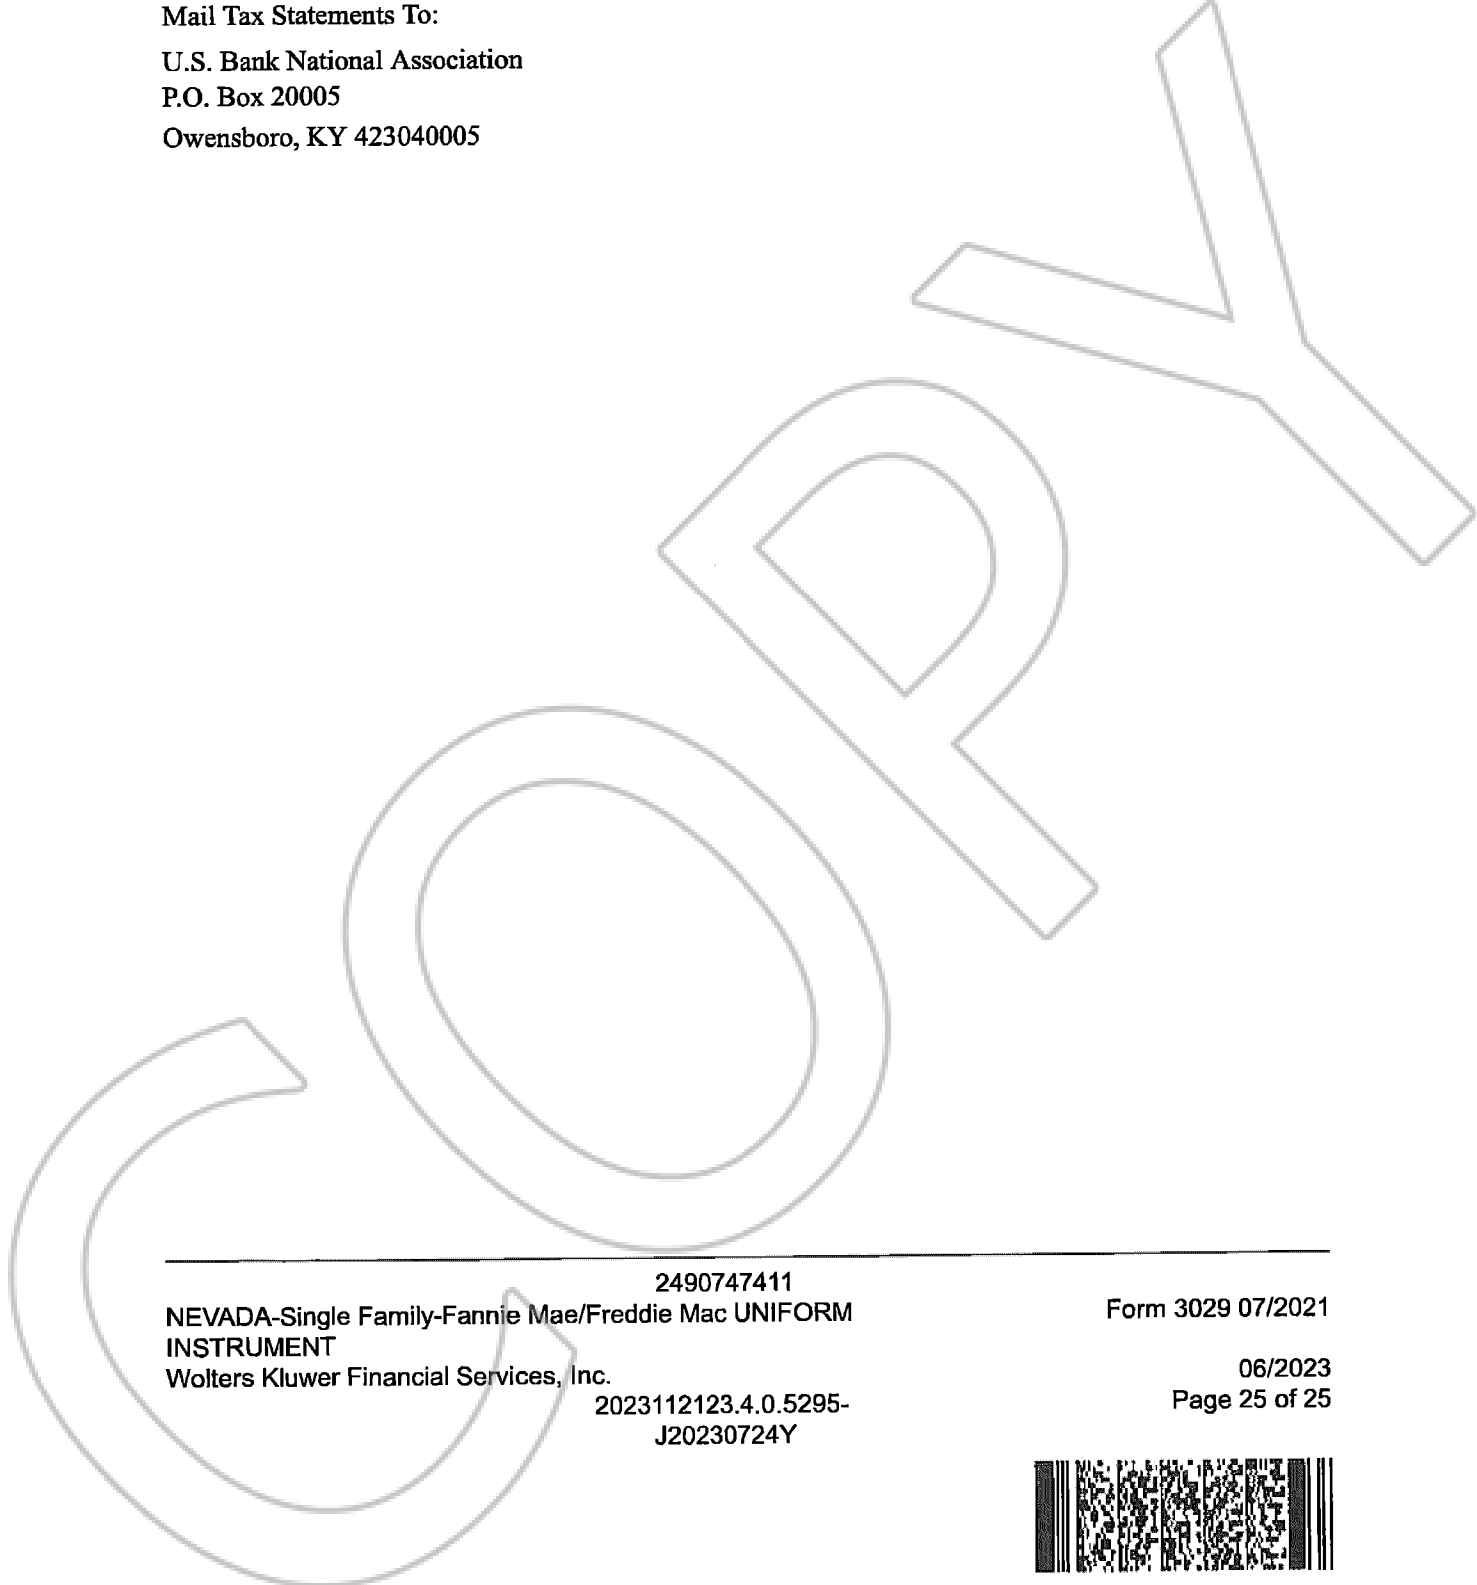 Mail Tax Statements To:
U.S. Bank National Association
P.O. Box 20005
Owensboro, KY 423040005
COPY
2490747411
NEVADA-Single Family-Fannie Mae/Freddie Mac UNIFORM
INSTRUMENT
Form 3029 07/2021
Wolters Kluwer Financial Services, Inc.
06/2023
2023112123.4.0.5295-
J20230724Y
Page 25 of 25